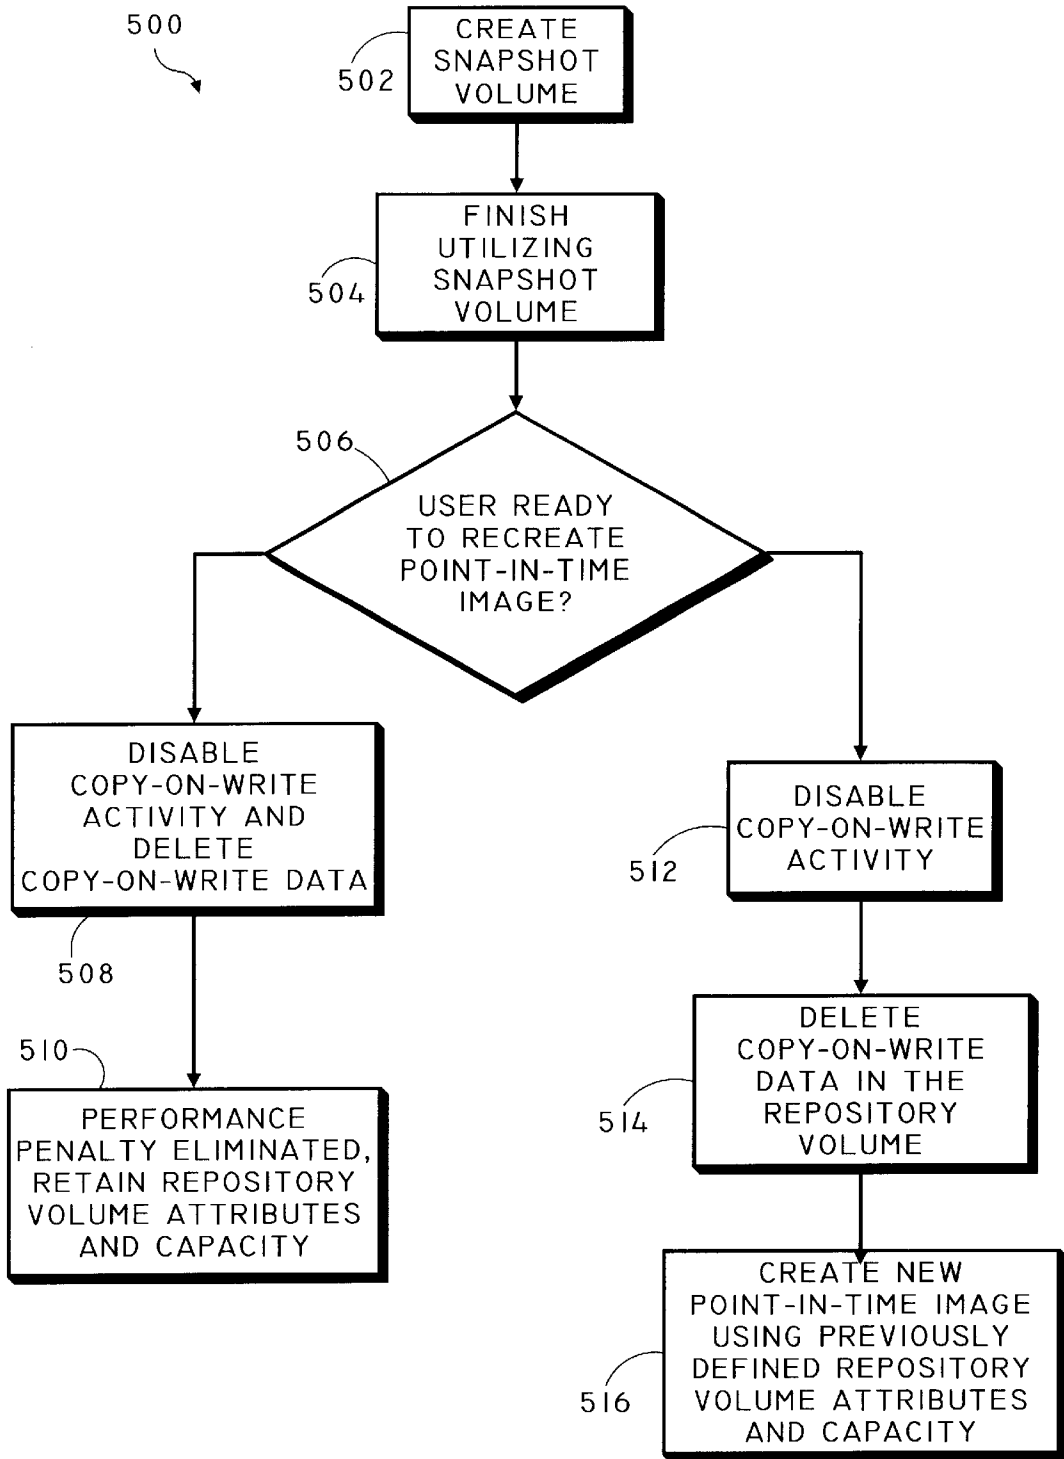 500
CREATE
SNAPSHOT
VOLUME
502
FINISH
UTILIZING
SNAPSHOT
VOLUME
504
506
USER READY
TO RECREATE
POINT-IN-TIME
IMAGE?
DISABLE
COPY-ON-WRITE
ACTIVITY AND
DELETE
COPY-ON-WRITE DATA
508
510
PERFORMANCE
PENALTY ELIMINATED,
RETAIN REPOSITORY
VOLUME ATTRIBUTES
AND CAPACITY
DISABLE
COPY-ON-WRITE
ACTIVITY
512
DELETE
COPY-ON-WRITE
DATA IN THE
REPOSITORY
VOLUME
514
CREATE NEW
POINT-IN-TIME IMAGE
USING PREVIOUSLY
DEFINED REPOSITORY
VOLUME ATTRIBUTES
AND CAPACITY
516